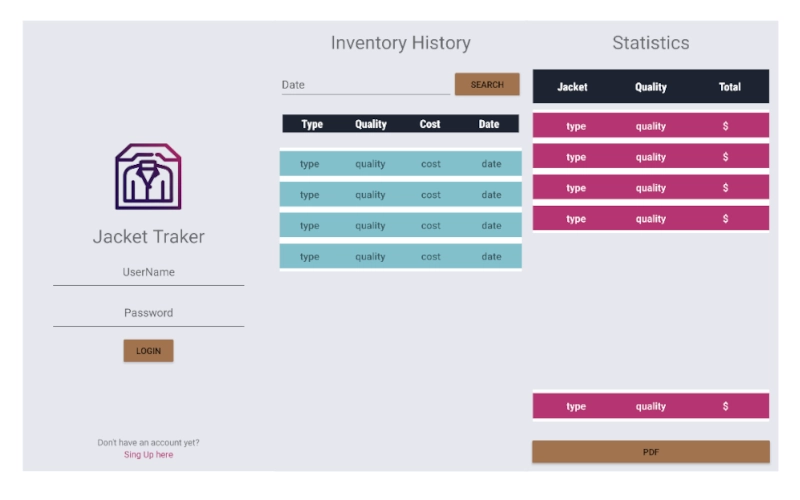 Jacket Traker
UserName
Password
LOGIN
Don't have an account yet?
Sing Up here
Inventory History
Date SEARCH
Type Quality Cost Date
type quality cost date
type quality cost date
type quality cost date
type quality cost date
Statistics
Jacket Quality Total
type quality $
type quality $
type quality $
type quality $
type quality $
PDF